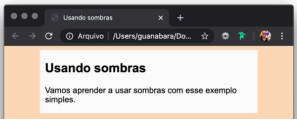 Usando sombras
Arquivo | /Users/guanabara/Do...
Usando sombras
Vamos aprender a usar sombras com esse exemplo
simples.